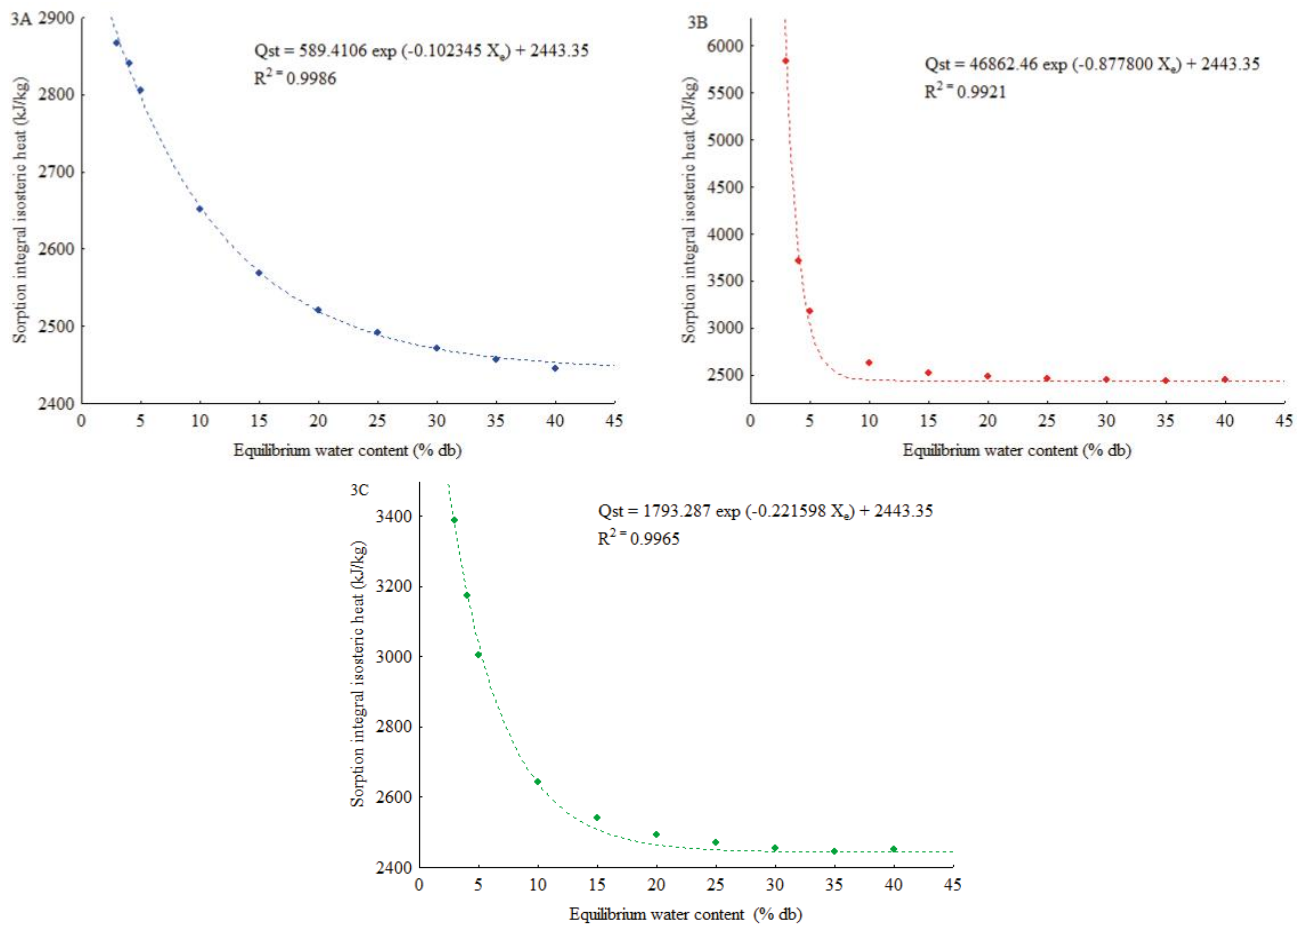 3A
Qst = 589.4106 exp (-0.102345 Xₑ) + 2443.35
R² = 0.9986
Sorption integral isosteric heat (kJ/kg)
2900
2800
2700
2600
2500
2400
0 5 10 15 20 25 30 35 40 45
Equilibrium water content (% db)
3B
Qst = 46862.46 exp (-0.877800 Xₑ) + 2443.35
R² = 0.9921
Sorption integral isosteric heat (kJ/kg)
6000
5500
5000
4500
4000
3500
3000
2500
0 5 10 15 20 25 30 35 40 45
Equilibrium water content (% db)
3C
Qst = 1793.287 exp (-0.221598 Xₑ) + 2443.35
R² = 0.9965
Sorption integral isosteric heat (kJ/kg)
3400
3200
3000
2800
2600
2400
0 5 10 15 20 25 30 35 40 45
Equilibrium water content (% db)